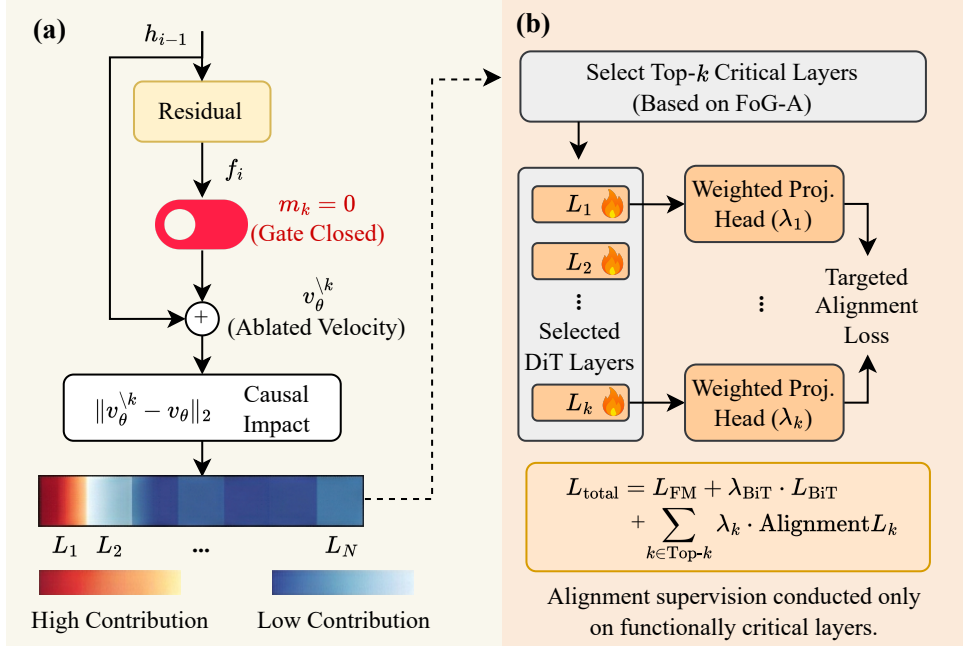 (a)
h_{i-1}
Residual
f_i
m_k = 0
(Gate Closed)
v_θ^{\k}
(Ablated Velocity)
+
‖v_θ^{\k} − v_θ‖_2
Causal
Impact
L_1 L_2 ... L_N
High Contribution
Low Contribution
(b)
Select Top-k Critical Layers
(Based on FoG-A)
L_1
L_2
⋮
Selected
DiT Layers
L_k
Weighted Proj.
Head (λ_1)
⋮
Weighted Proj.
Head (λ_k)
Targeted
Alignment
Loss
L_total = L_FM + λ_BiT · L_BiT
+ ∑_{k∈Top-k} λ_k · AlignmentL_k
Alignment supervision conducted only
on functionally critical layers.